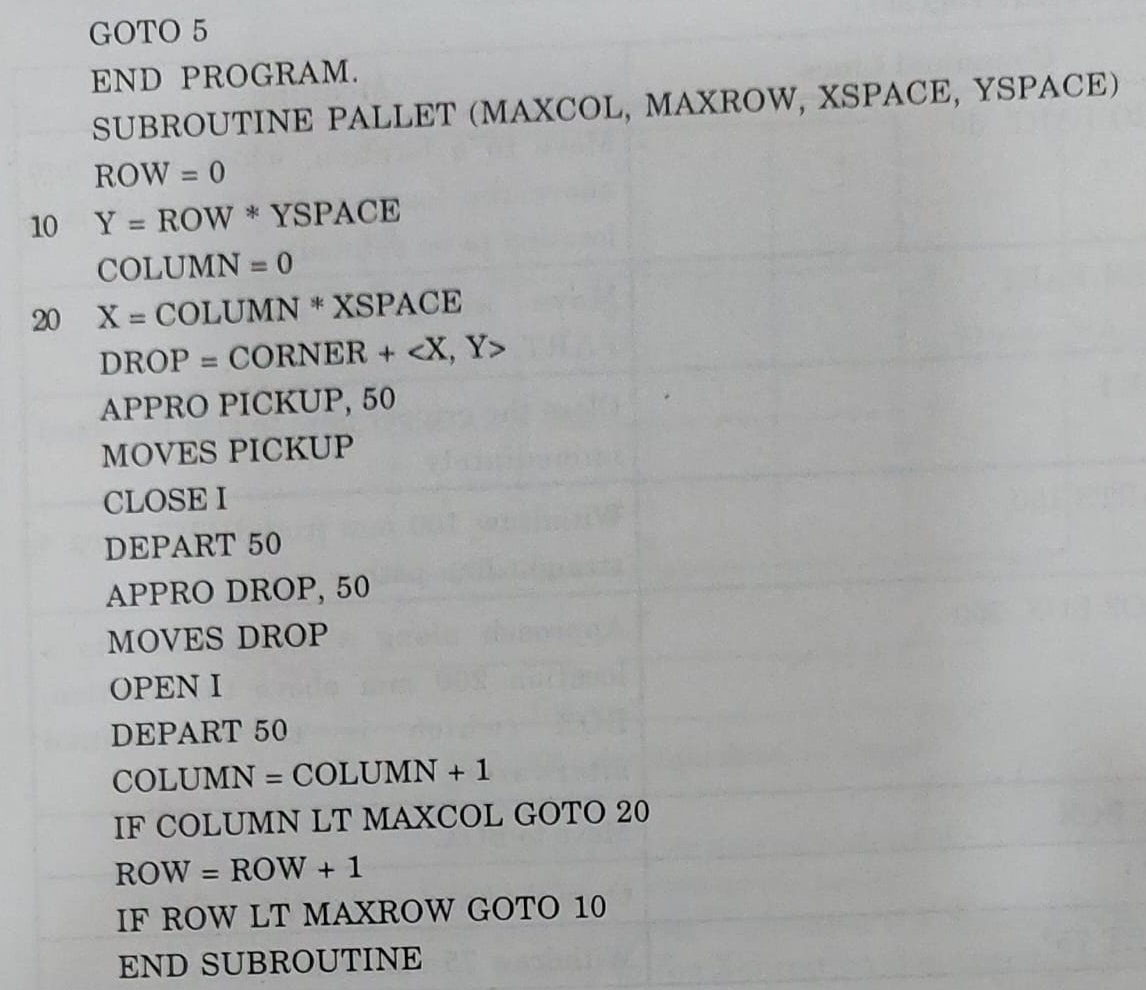 GOTO 5
END PROGRAM.
SUBROUTINE PALLET (MAXCOL, MAXROW, XSPACE, YSPACE)
ROW = 0
10 Y = ROW * YSPACE
COLUMN = 0
20 X = COLUMN * XSPACE
DROP = CORNER + <X, Y>
APPRO PICKUP, 50
MOVES PICKUP
CLOSE I
DEPART 50
APPRO DROP, 50
MOVES DROP
OPEN I
DEPART 50
COLUMN = COLUMN + 1
IF COLUMN LT MAXCOL GOTO 20
ROW = ROW + 1
IF ROW LT MAXROW GOTO 10
END SUBROUTINE